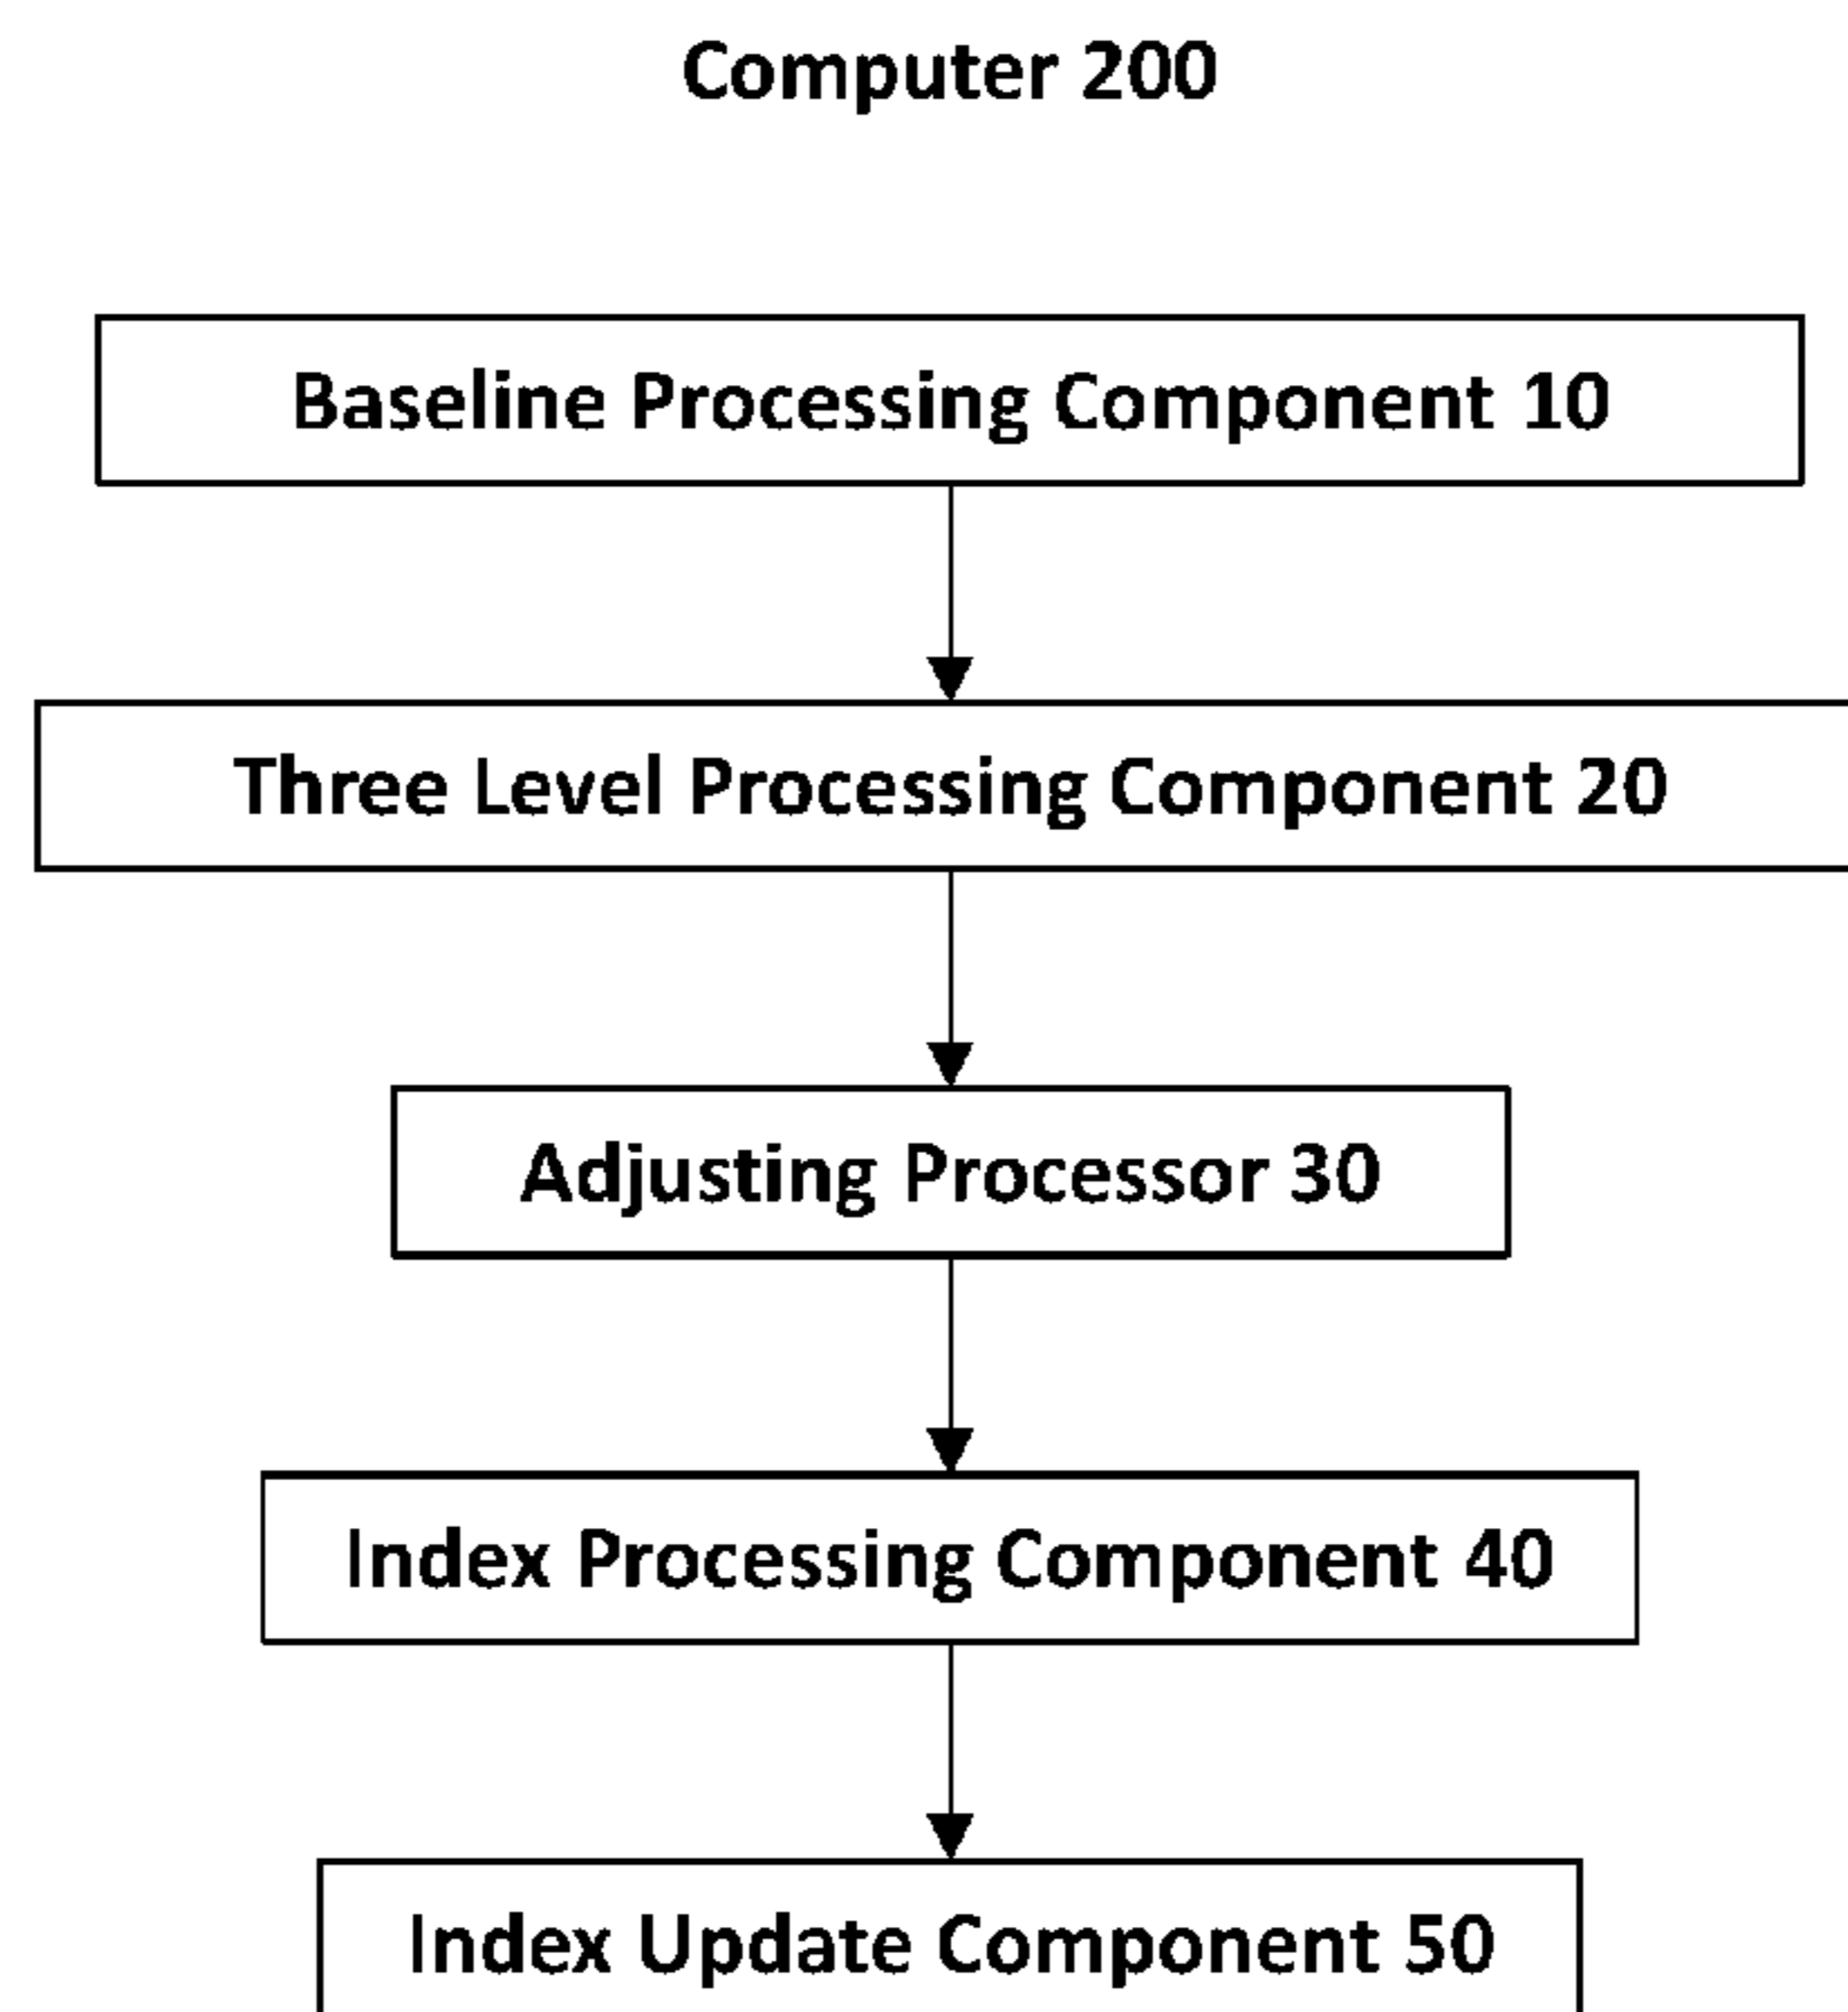 Computer 200
Baseline Processing Component 10
Three Level Processing Component 20
Adjusting Processor 30
Index Processing Component 40
Index Update Component 50